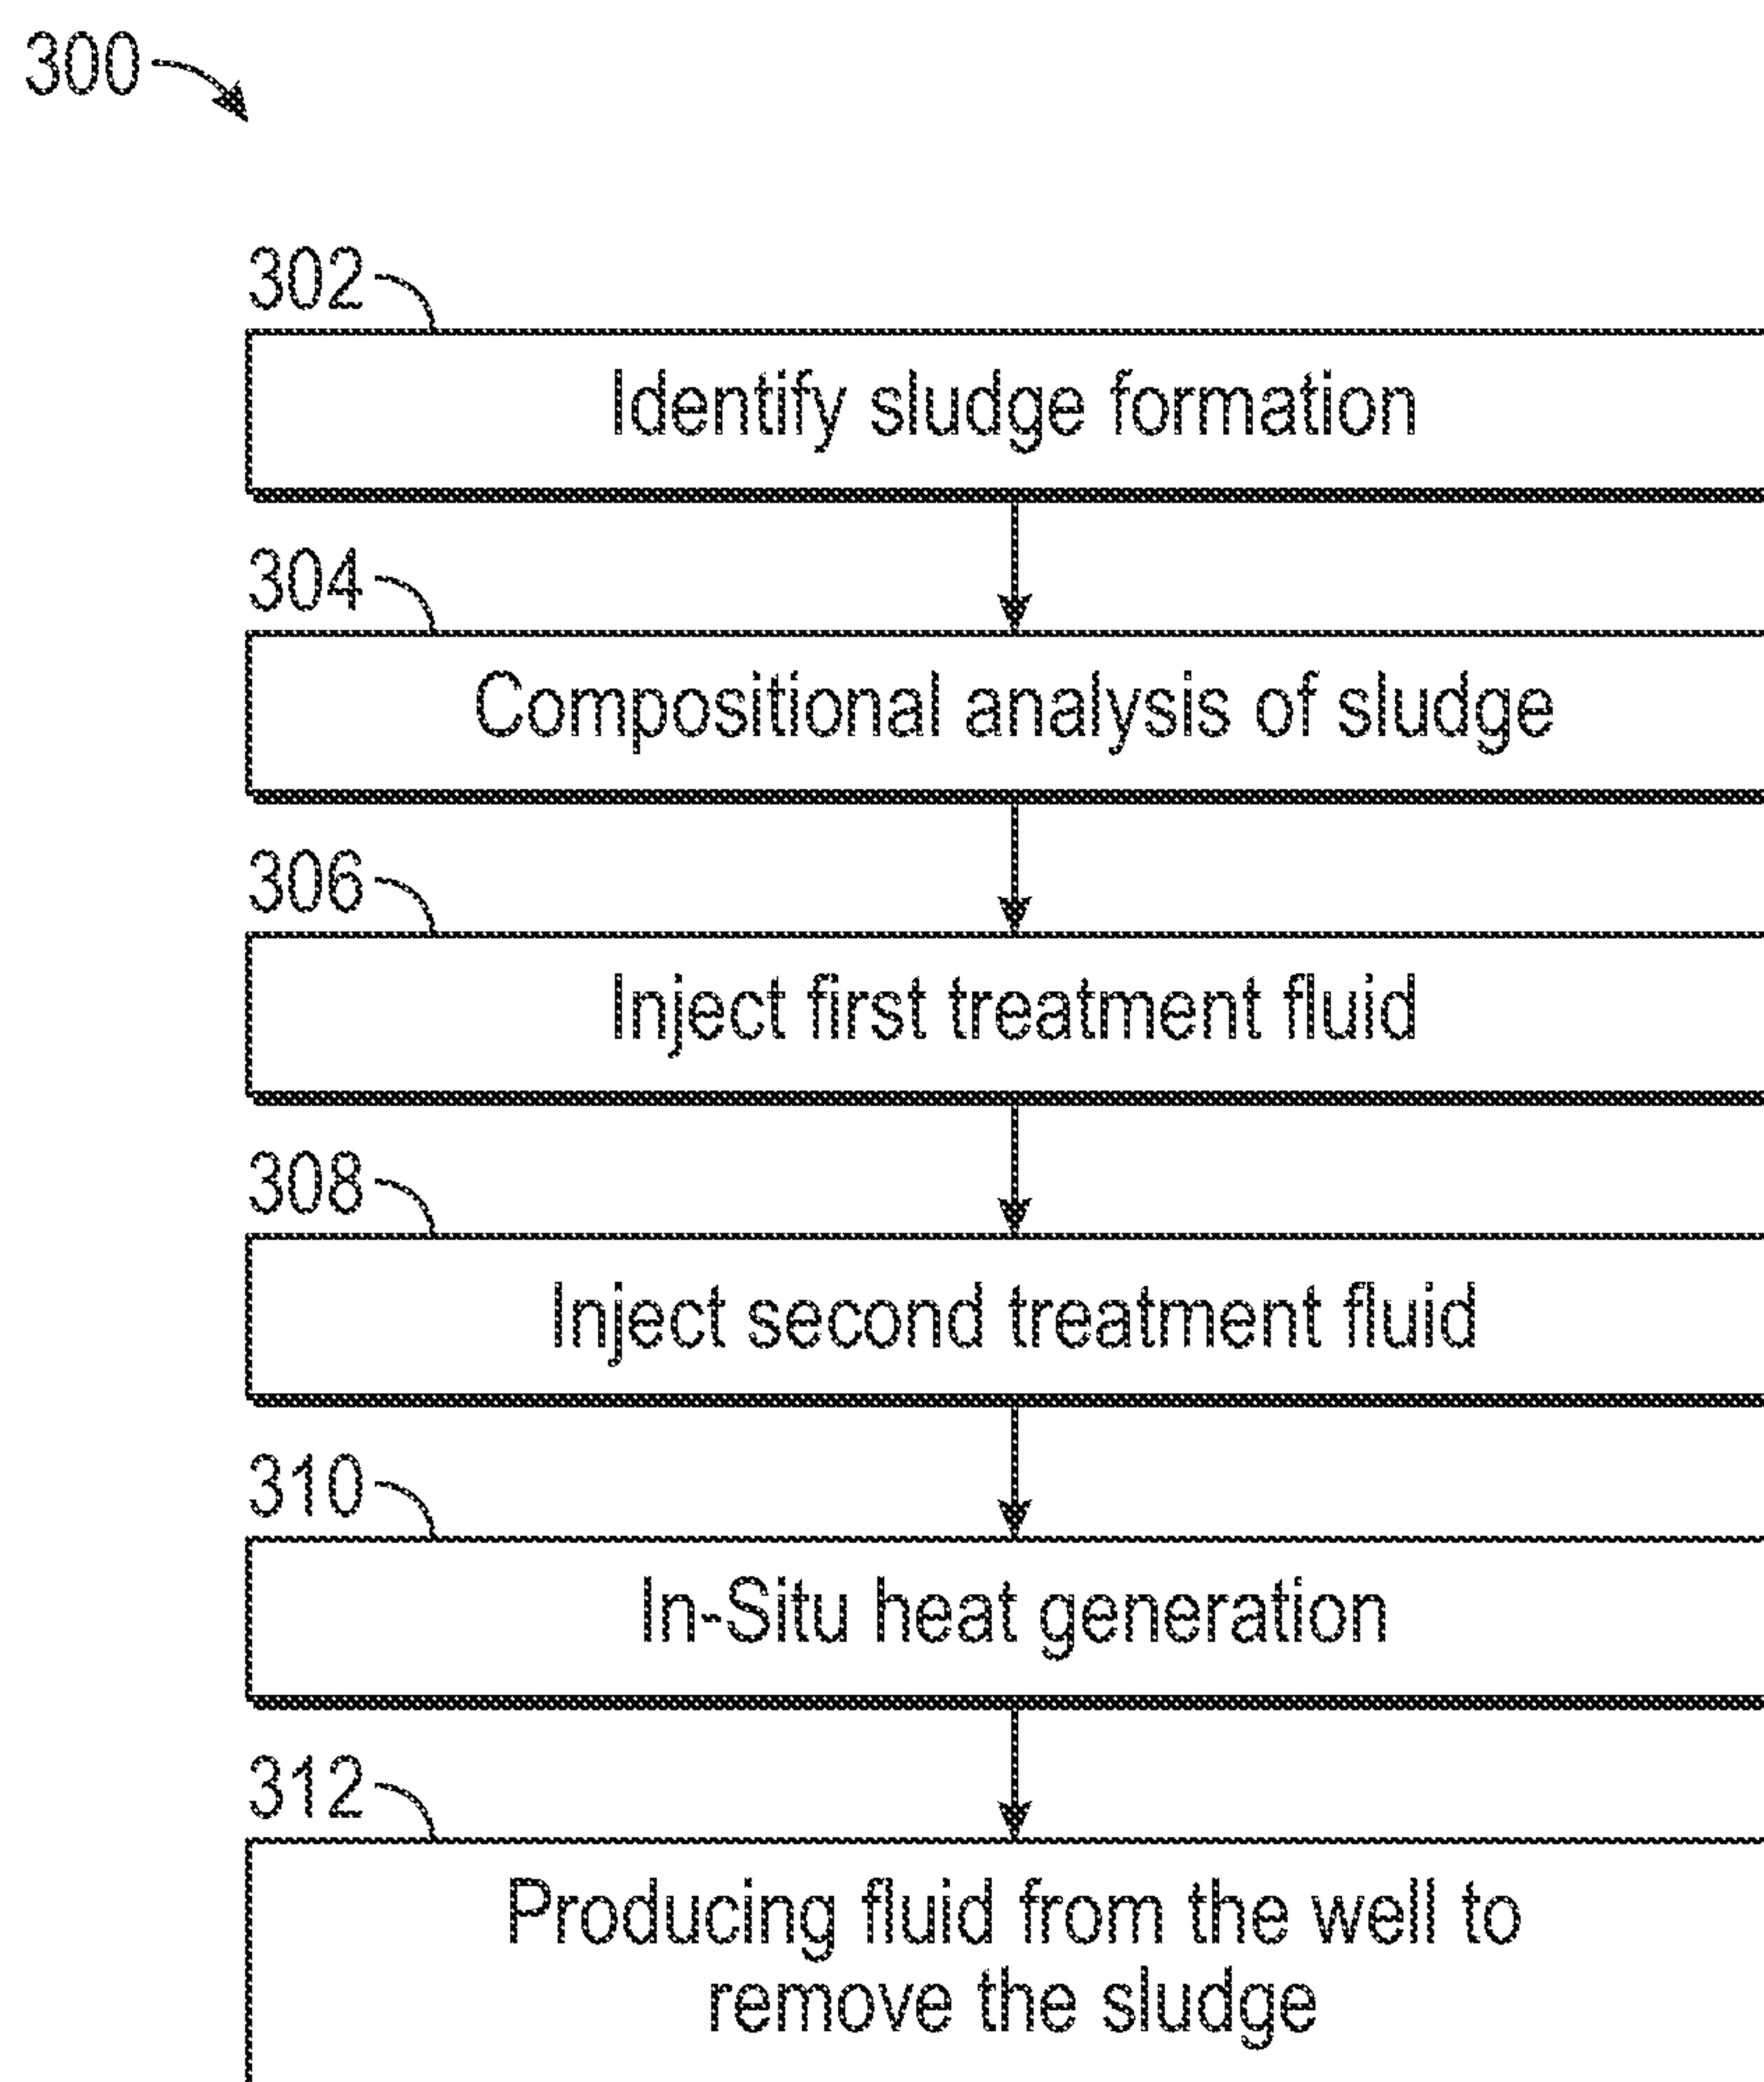 300
302
Identify sludge formation
304
Compositional analysis of sludge
306
Inject first treatment fluid
308
Inject second treatment fluid
310
In-Situ heat generation
312
Producing fluid from the well to
remove the sludge